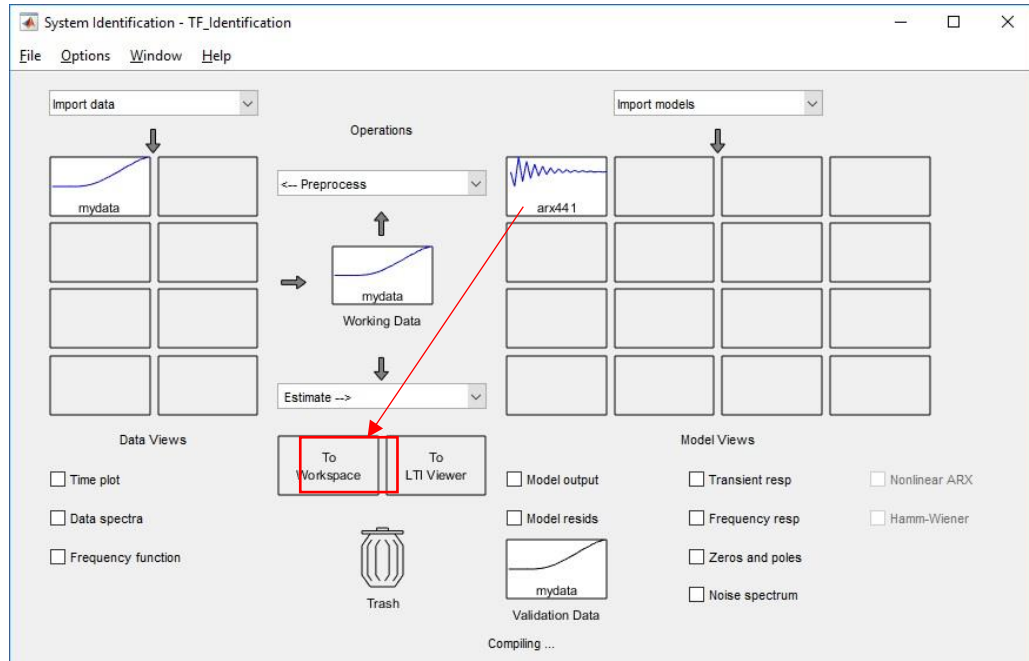 System Identification - TF_Identification
File Options Window Help
Import data
Import models
Operations
<-- Preprocess
mydata
arx441
mydata
Working Data
Estimate -->
Data Views
Model Views
To
Workspace
To
LTI Viewer
Time plot
Data spectra
Frequency function
Model output
Model resids
Transient resp
Frequency resp
Zeros and poles
Noise spectrum
Nonlinear ARX
Hamm-Wiener
Trash
mydata
Validation Data
Compiling ...